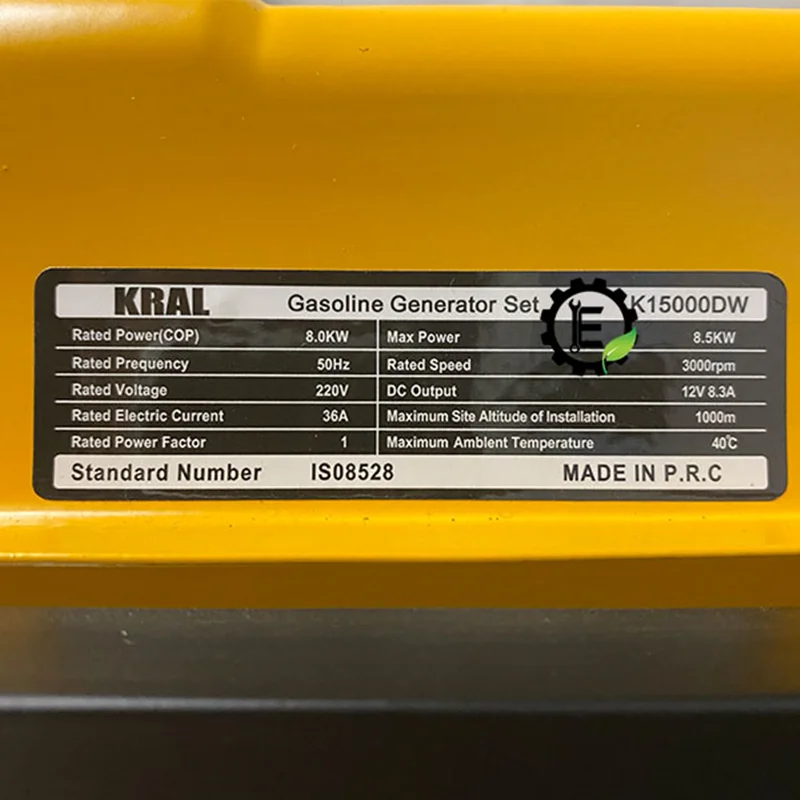 KRAL Gasoline Generator Set K15000DW
Rated Power(COP) 8.0KW Max Power 8.5KW
Rated Prequency 50Hz Rated Speed 3000rpm
Rated Voltage 220V DC Output 12V 8.3A
Rated Electric Current 36A Maximum Site Altitude of Installation 1000m
Rated Power Factor 1 Maximum Amblent Temperature 40℃
Standard Number IS08528 MADE IN P.R.C
E